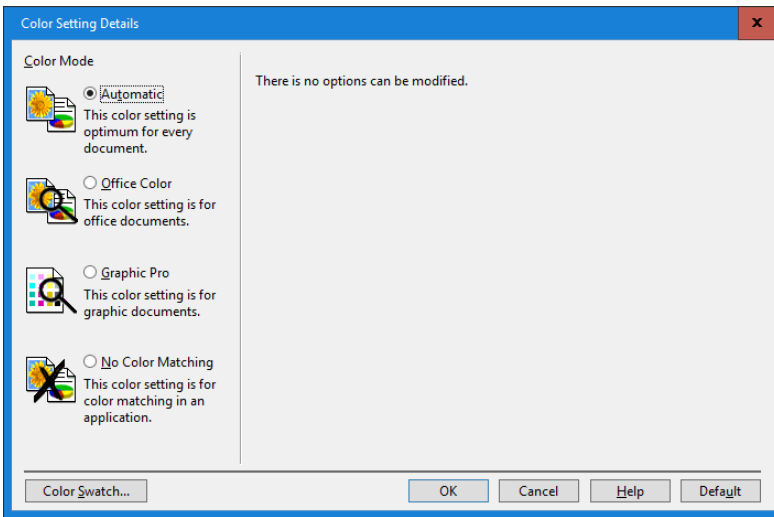 Color Setting Details
x
Color Mode
Automatic
This color setting is
optimum for every
document.
Office Color
This color setting is for
office documents.
Graphic Pro
This color setting is for
graphic documents.
No Color Matching
This color setting is for
color matching in an
application.
There is no options can be modified.
Color Swatch...
OK
Cancel
Help
Default